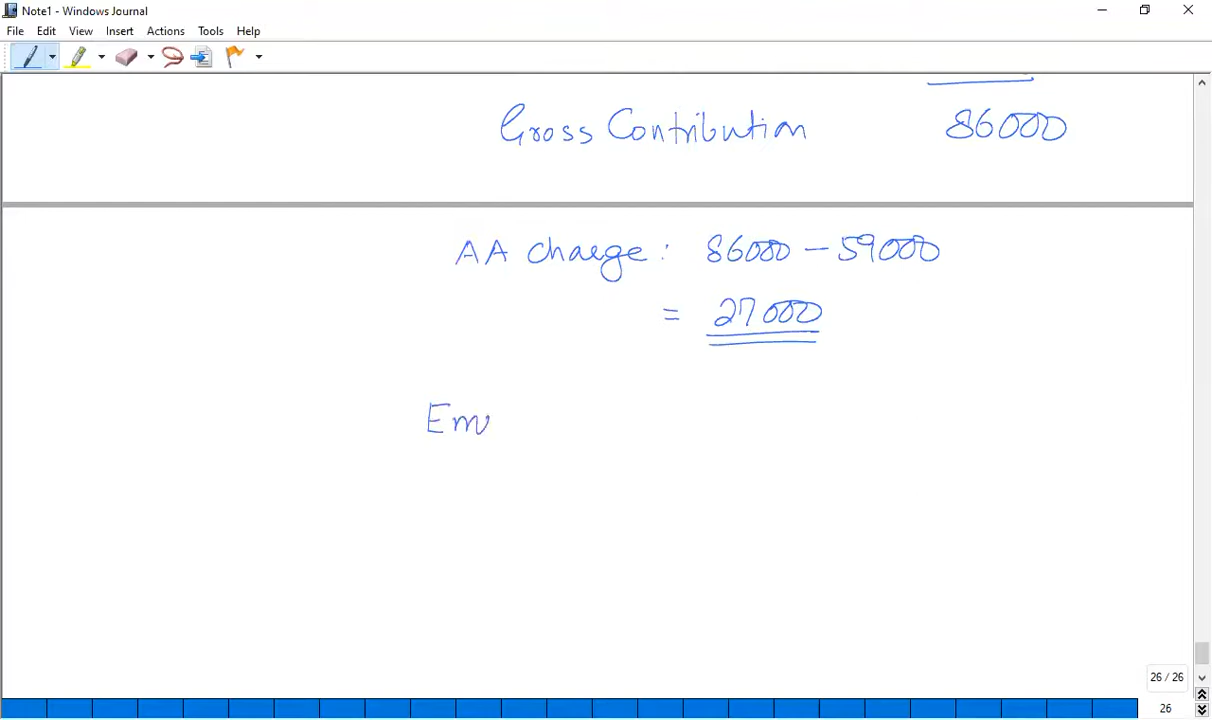 Note1 - Windows Journal
File Edit View Insert Actions Tools Help
Gross Contribution 86000
AA charge: 86000 - 59000
= 27000
Em
26 / 26
26